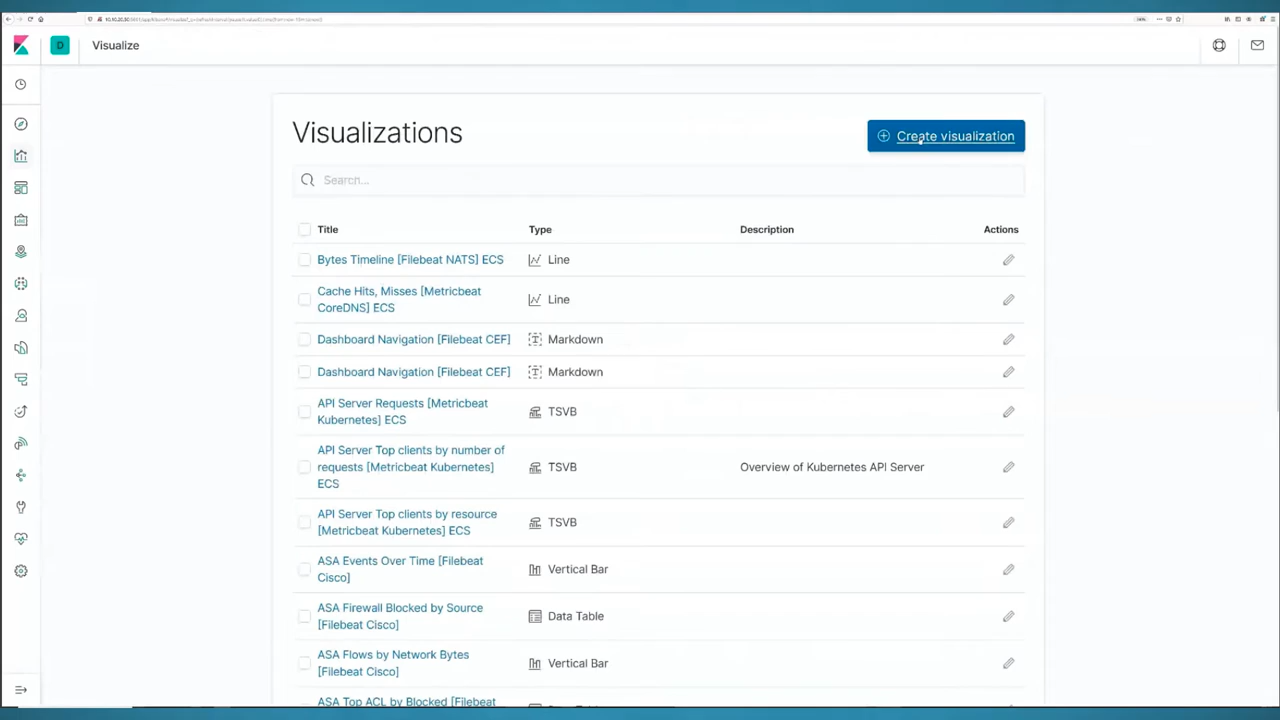 D
Visualize
Visualizations
Create visualization
Search...
Title Type Description Actions
Bytes Timeline [Filebeat NATS] ECS Line
Cache Hits, Misses [Metricbeat
CoreDNS] ECS Line
Dashboard Navigation [Filebeat CEF] Markdown
Dashboard Navigation [Filebeat CEF] Markdown
API Server Requests [Metricbeat
Kubernetes] ECS TSVB
API Server Top clients by number of
requests [Metricbeat Kubernetes] TSVB Overview of Kubernetes API Server
ECS
API Server Top clients by resource
[Metricbeat Kubernetes] ECS TSVB
ASA Events Over Time [Filebeat
Cisco] Vertical Bar
ASA Firewall Blocked by Source
[Filebeat Cisco] Data Table
ASA Flows by Network Bytes
[Filebeat Cisco] Vertical Bar
ASA Top ACL by Blocked [Filebeat